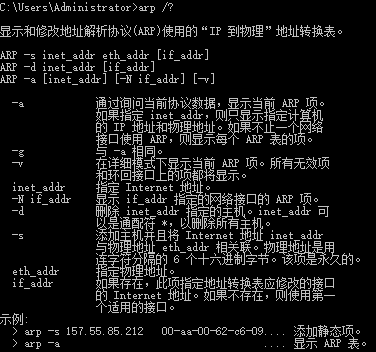 C:\Users\Administrator>arp /?
显示和修改地址解析协议(ARP)使用的“IP 到物理”地址转换表。
ARP -s inet_addr eth_addr [if_addr]
ARP -d inet_addr [if_addr]
ARP -a [inet_addr] [-N if_addr] [-v]
-a 通过询问当前协议数据，显示当前 ARP 项。
如果指定 inet_addr，则只显示指定计算机
的 IP 地址和物理地址。如果不止一个网络
接口使用 ARP，则显示每个 ARP 表的项。
-g 与 -a 相同。
-v 在详细模式下显示当前 ARP 项。所有无效项
和环回接口上的项都将显示。
inet_addr 指定 Internet 地址。
-N if_addr 显示 if_addr 指定的网络接口的 ARP 项。
-d 删除 inet_addr 指定的主机。inet_addr 可
以是通配符 *，以删除所有主机。
-s 添加主机并且将 Internet 地址 inet_addr
与物理地址 eth_addr 相关联。物理地址是用
连字符分隔的 6 个十六进制字节。该项是永久的。
eth_addr 指定物理地址。
if_addr 如果存在，此项指定地址转换表应修改的接口
的 Internet 地址。如果不存在，则使用第一
个适用的接口。
示例:
> arp -s 157.55.85.212 00-aa-00-62-c6-09.... 添加静态项。
> arp -a .... 显示 ARP 表。